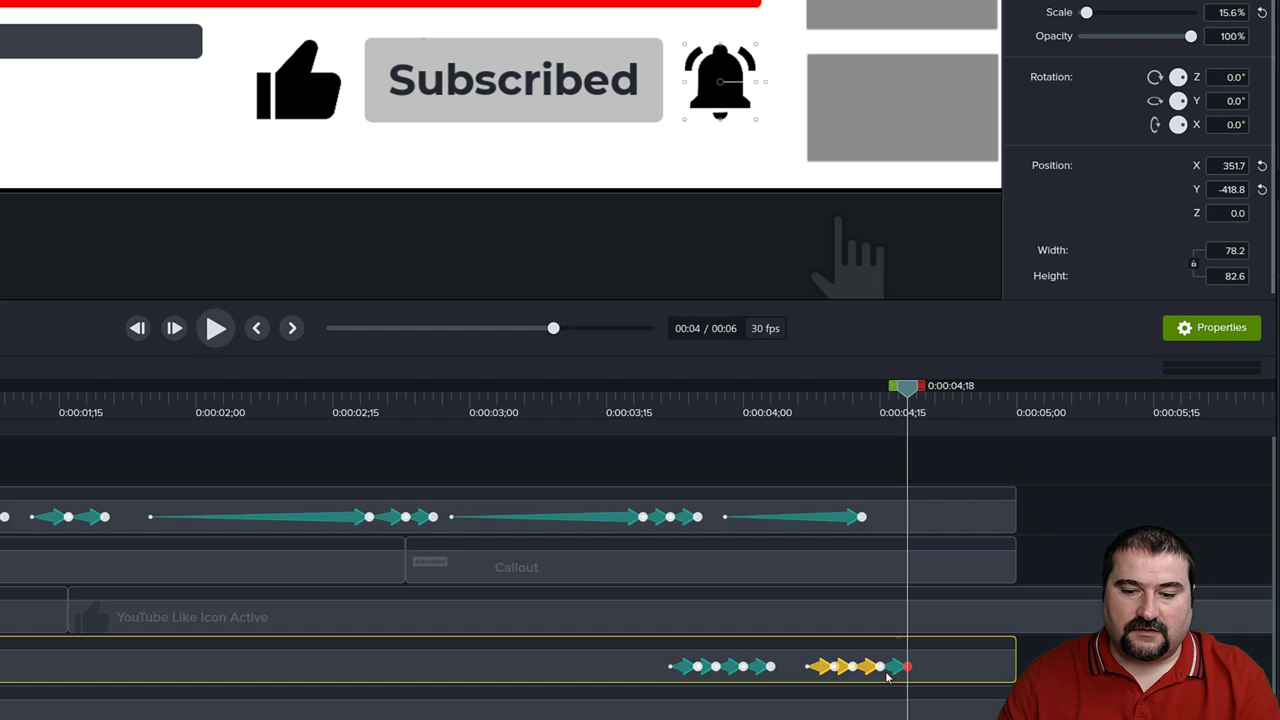 Scale 15.6%
Opacity 100%
Subscribed
Rotation: Z 0.0°
Y 0.0°
X 0.0°
Position: X 351.7
Y -418.8
Z 0.0
Width: 78.2
Height: 82.6
00:04 / 00:06 30 fps
Properties
0:00:04;18
0:00:01;15 0:00:02;00 0:00:02;15 0:00:03;00 0:00:03;15 0:00:04;00 0:00:04;15 0:00:05;00 0:00:05;15
Subscribed Callout
YouTube Like Icon Active